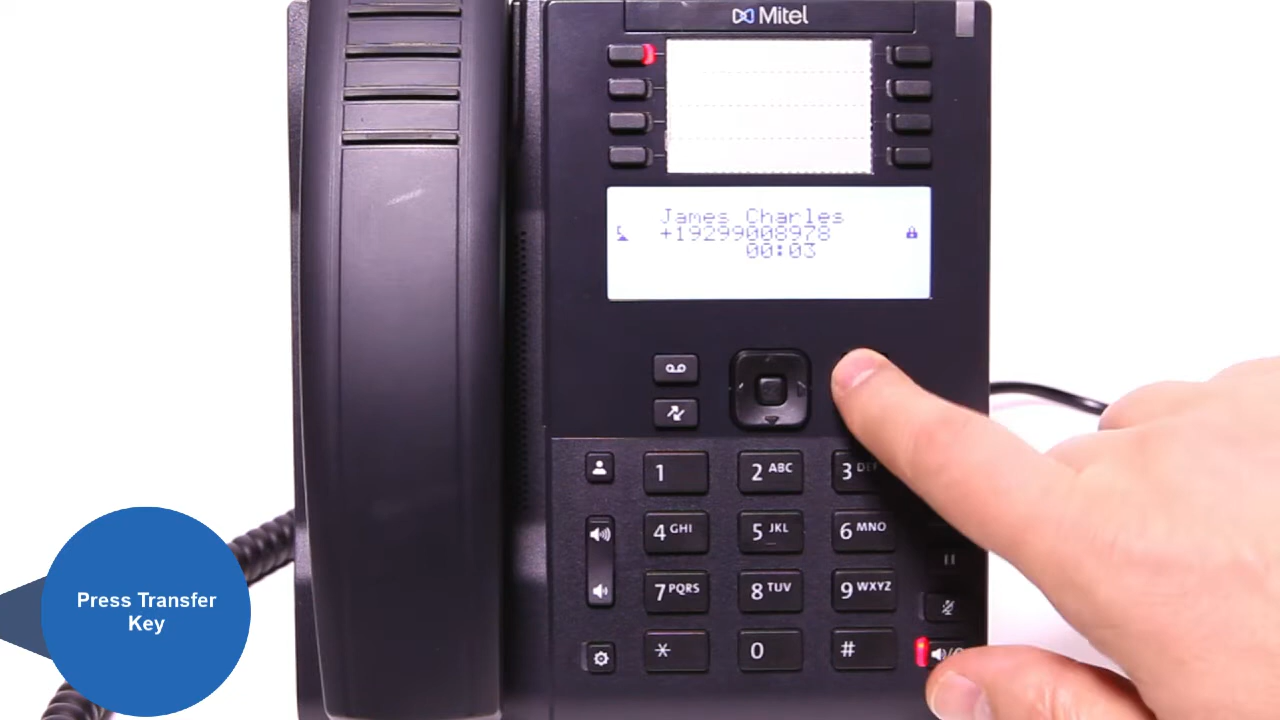 Mitel
James Charles
+19299008978
00:03
1
2 ABC
3 DEF
4 GHI
5 JKL
6 MNO
7 PQRS
8 TUV
9 WXYZ
*
0
#
Press Transfer
Key